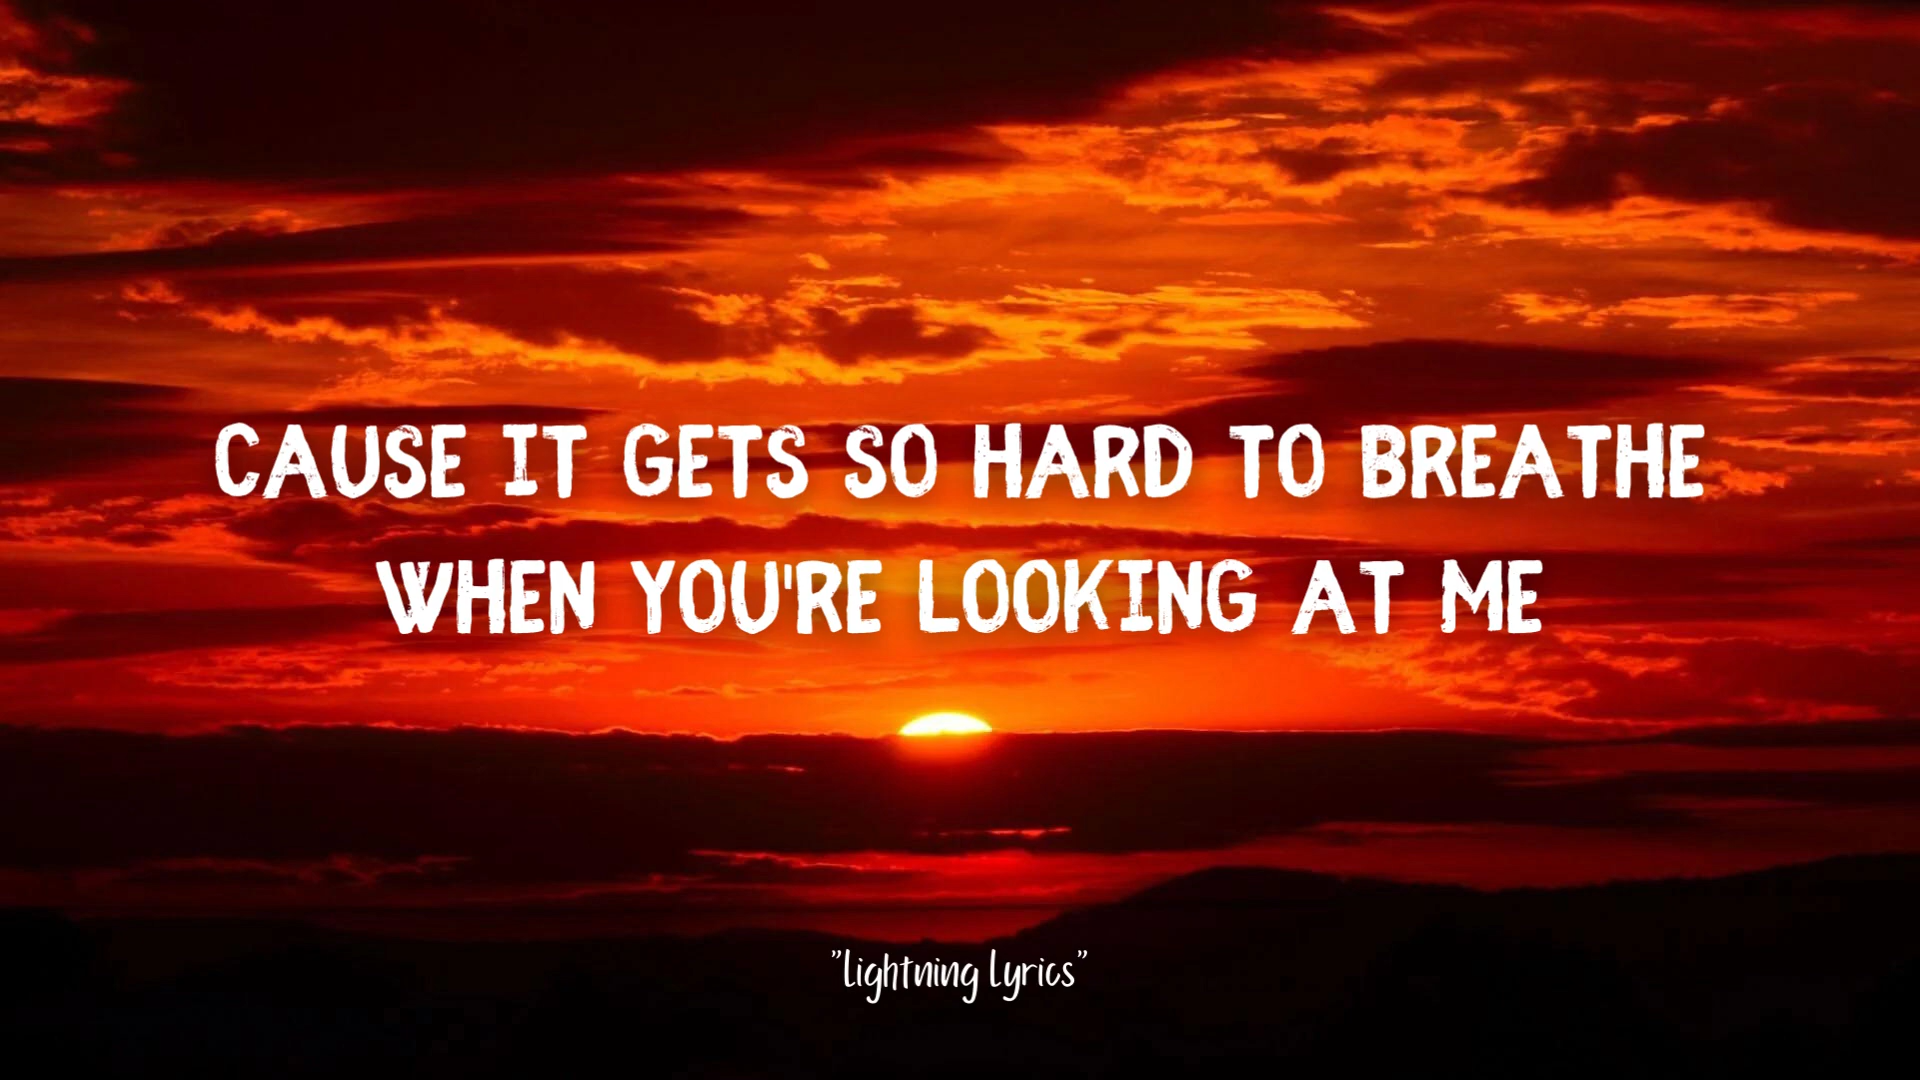 CAUSE IT GETS SO HARD TO BREATHE
WHEN YOU'RE LOOKING AT ME
"Lightning Lyrics"